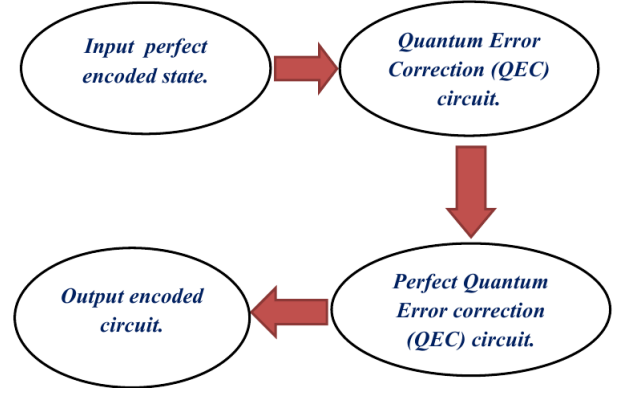 Input perfect
encoded state.
Quantum Error
Correction (QEC)
circuit.
Perfect Quantum
Error correction
(QEC) circuit.
Output encoded
circuit.